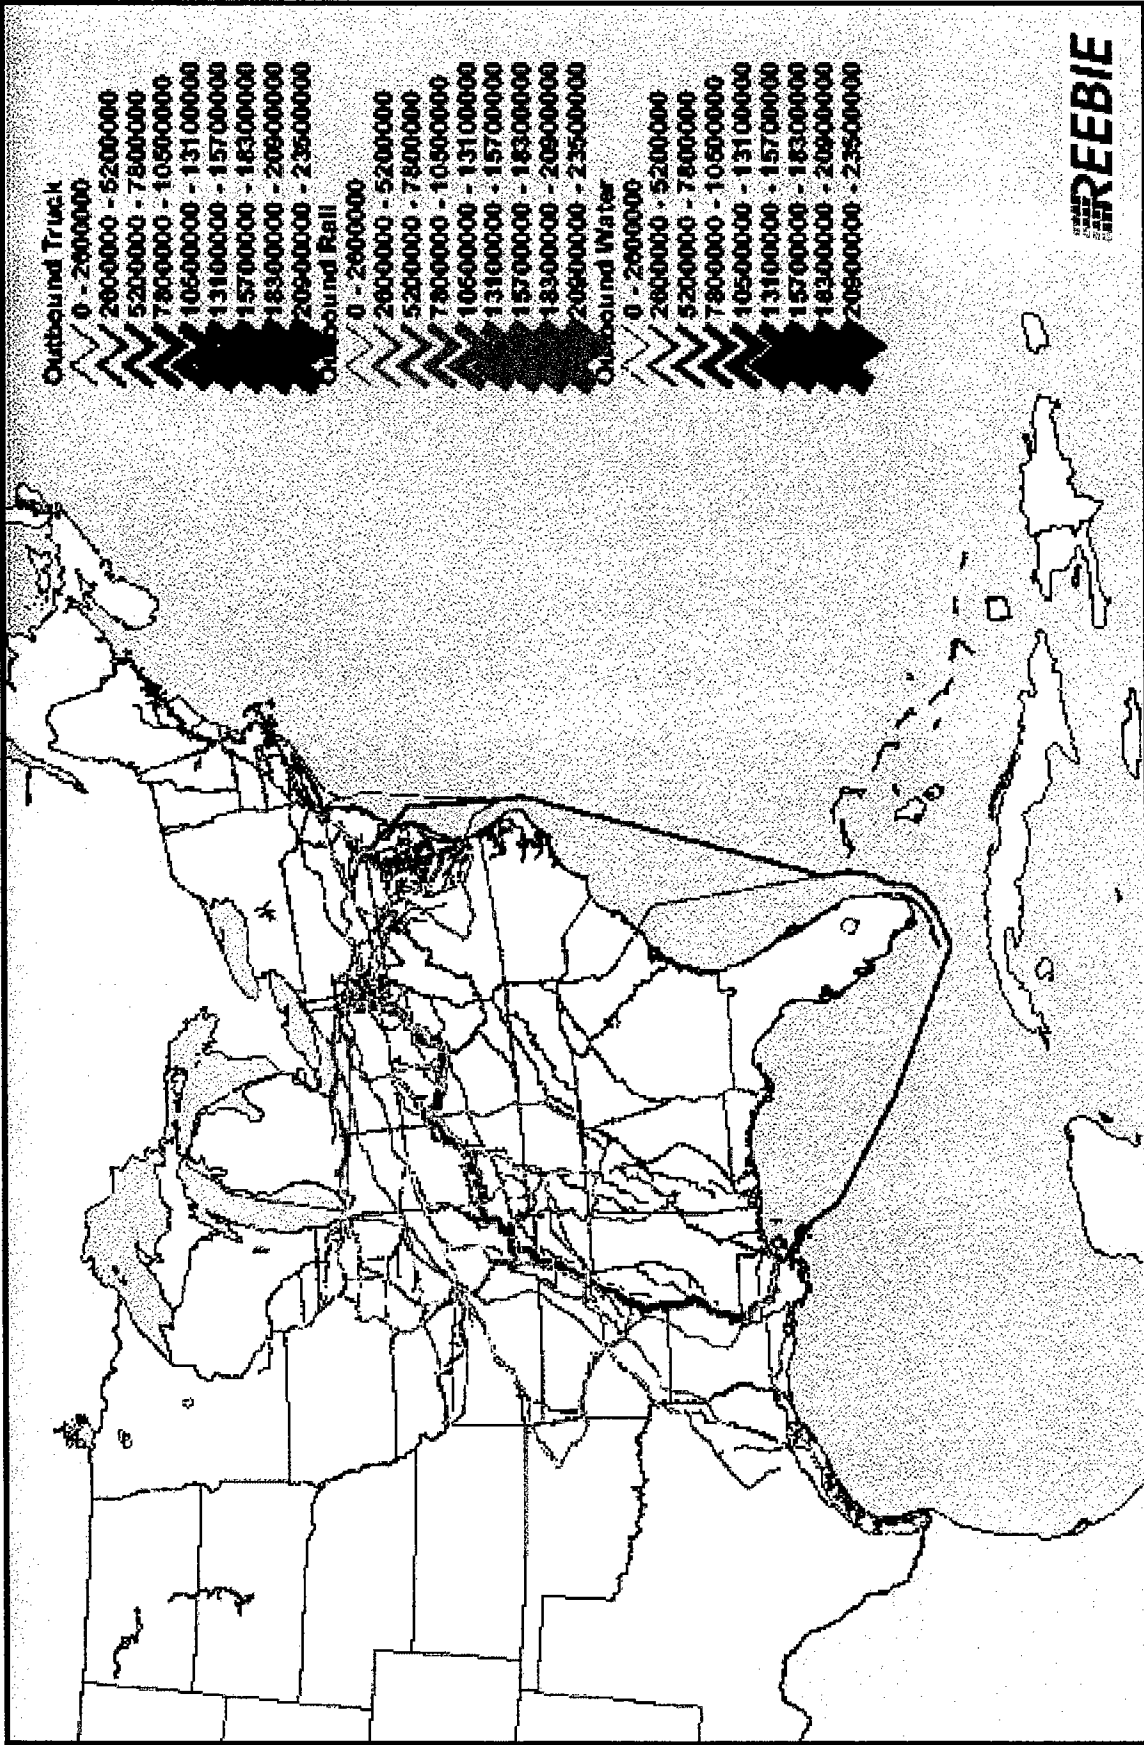 Outbound Truck
0 - 2600000
2600000 - 5200000
5200000 - 7800000
7800000 - 10500000
10500000 - 13100000
13100000 - 15700000
15700000 - 18300000
18300000 - 20900000
20900000 - 23500000
Outbound Rail
0 - 2600000
2600000 - 5200000
5200000 - 7800000
7800000 - 10500000
10500000 - 13100000
13100000 - 15700000
15700000 - 18300000
18300000 - 20900000
20900000 - 23500000
Outbound Water
0 - 2600000
2600000 - 5200000
5200000 - 7800000
7800000 - 10500000
10500000 - 13100000
13100000 - 15700000
15700000 - 18300000
18300000 - 20900000
20900000 - 23500000
REEBIE